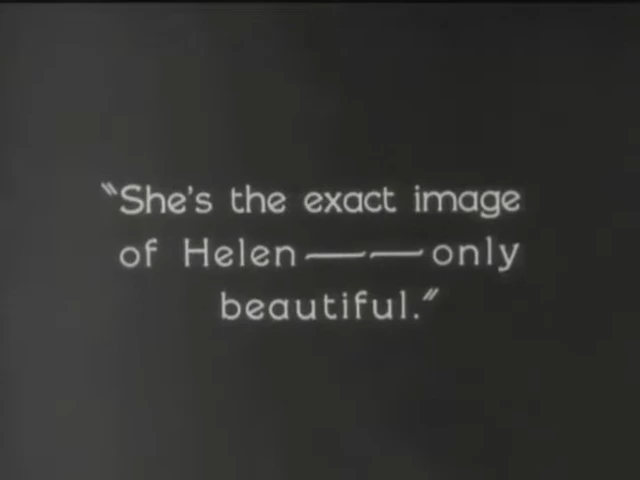 "She's the exact image
of Helen — — only
beautiful."